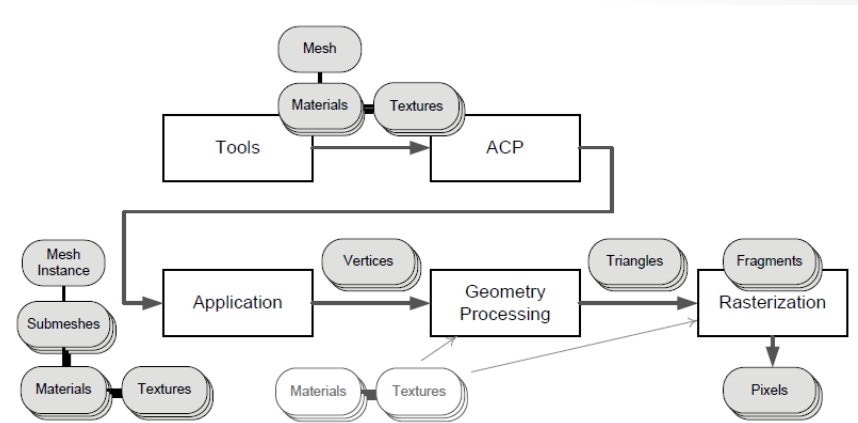 Mesh
Materials
Textures
Tools
ACP
Mesh
Instance
Vertices
Triangles
Fragments
Application
Geometry
Processing
Rasterization
Submeshes
Materials
Textures
Materials
Textures
Pixels